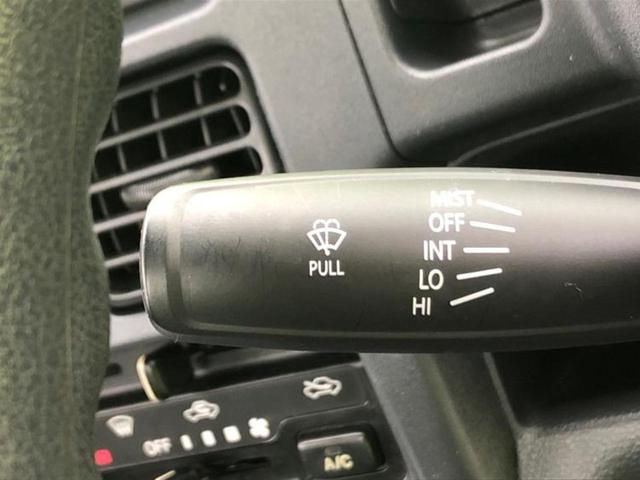 MIST
OFF
INT
PULL
LO
HI
OFF
A/C